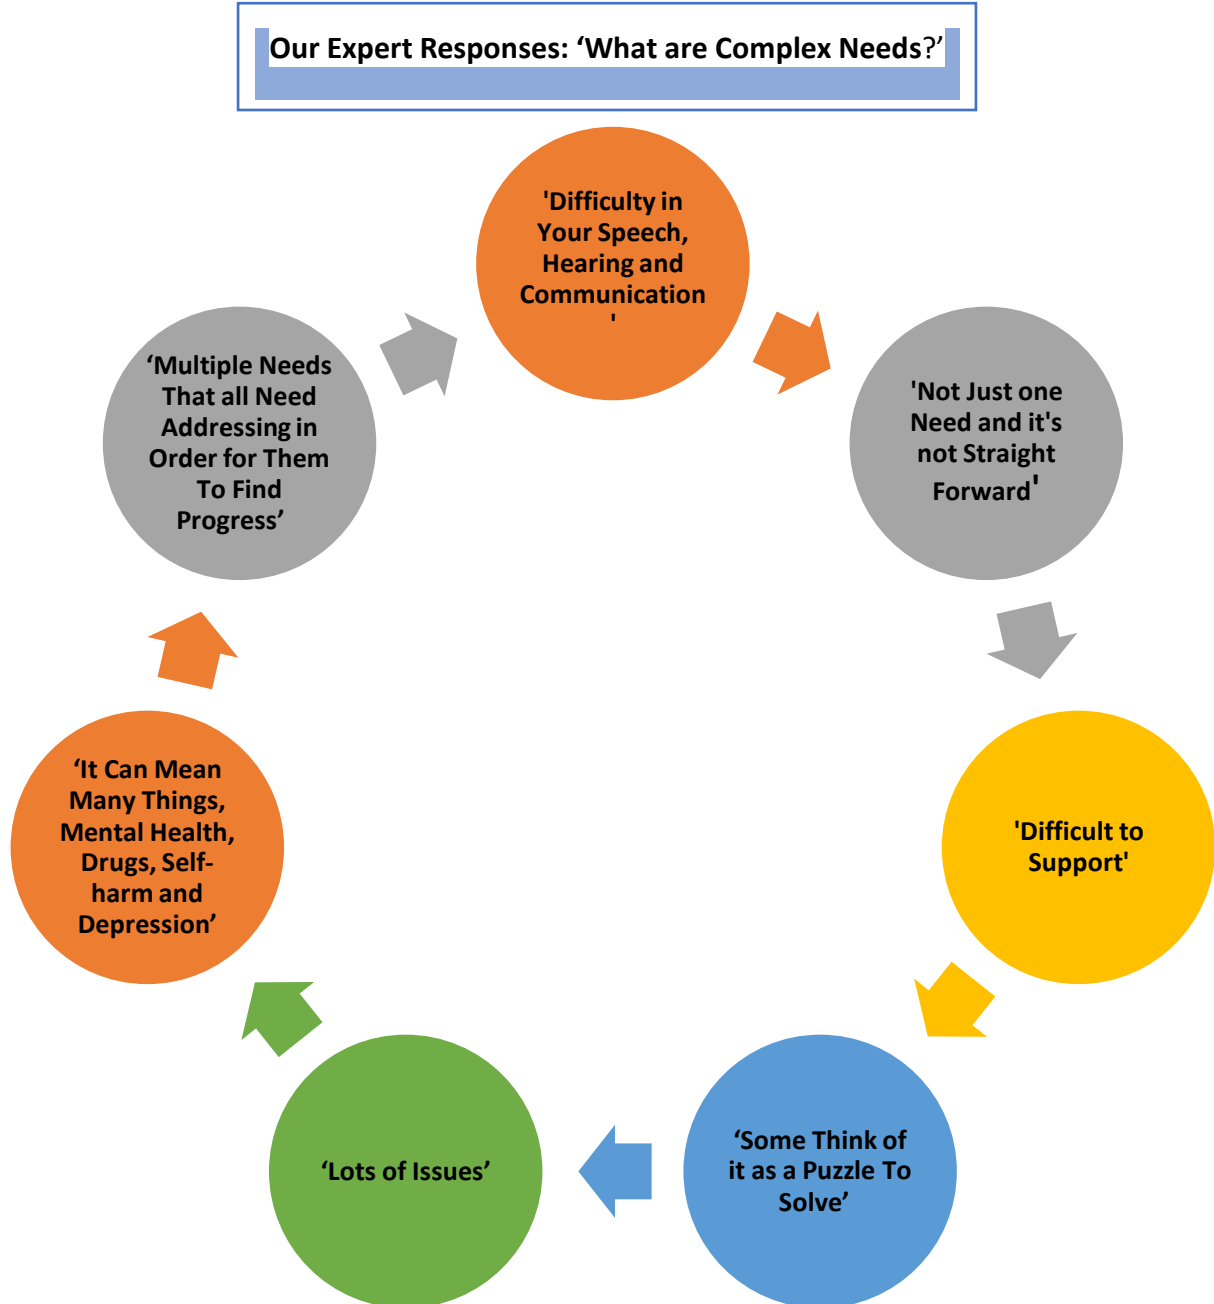 Our Expert Responses: ‘What are Complex Needs?’
'Difficulty in
Your Speech,
Hearing and
Communication
'
'Not Just one
Need and it's
not Straight
Forward'
'Difficult to
Support'
‘Some Think of
it as a Puzzle To
Solve’
‘Lots of Issues’
‘It Can Mean
Many Things,
Mental Health,
Drugs, Self-
harm and
Depression’
‘Multiple Needs
That all Need
Addressing in
Order for Them
To Find
Progress’